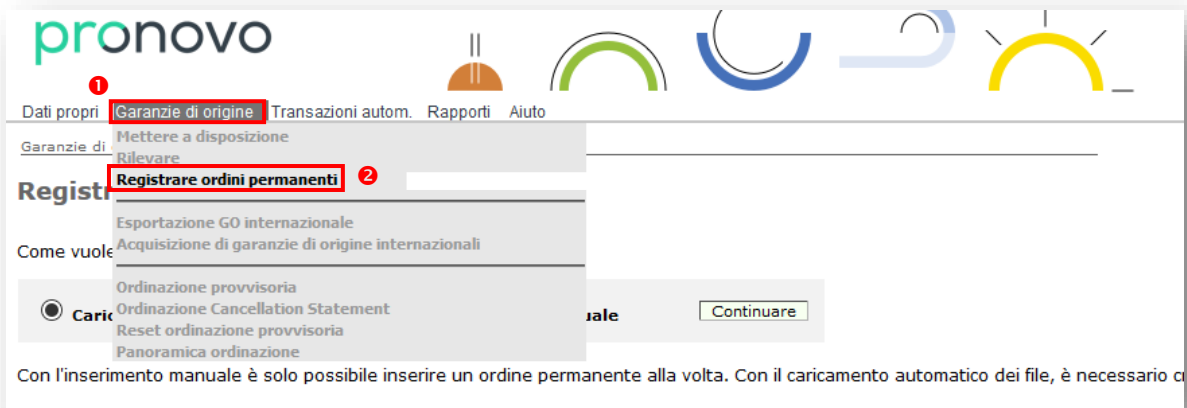 pronovo
❶
Dati propri Garanzie di origine Transazioni autom. Rapporti Aiuto
Garanzie di
Mettere a disposizione
Rilevare
Registrare ordini permanenti ❷
Registr
Esportazione GO internazionale
Acquisizione di garanzie di origine internazionali
Come vuole
Ordinazione provvisoria
Ordinazione Cancellation Statement
Caric uale Continuare
Reset ordinazione provvisoria
Panoramica ordinazione
Con l'inserimento manuale è solo possibile inserire un ordine permanente alla volta. Con il caricamento automatico dei file, è necessario